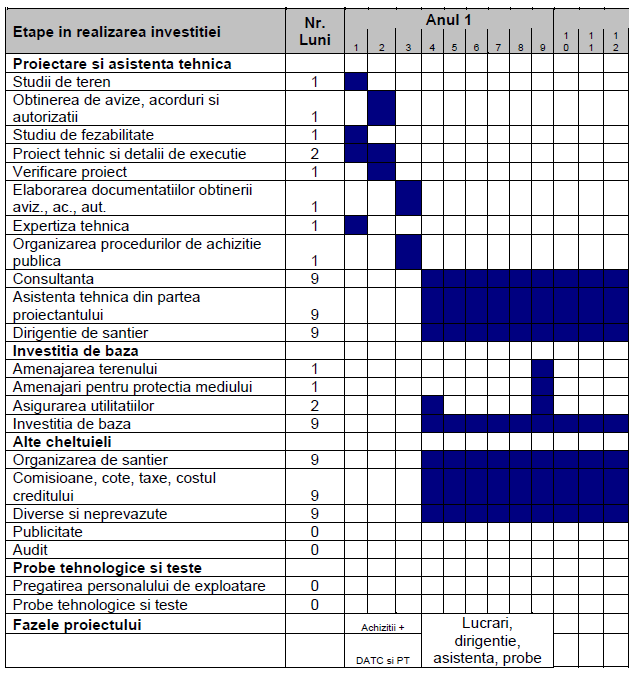 Etape in realizarea investitiei
Nr.
Luni
Anul 1
1 2 3 4 5 6 7 8 9 10 11 12
Proiectare si asistenta tehnica
Studii de teren 1
Obtinerea de avize, acorduri si
autorizatii 1
Studiu de fezabilitate 1
Proiect tehnic si detalii de executie 2
Verificare proiect 1
Elaborarea documentatiilor obtinerii
aviz., ac., aut. 1
Expertiza tehnica 1
Organizarea procedurilor de achizitie
publica 1
Consultanta 9
Asistenta tehnica din partea
proiectantului 9
Dirigentie de santier 9
Investitia de baza
Amenajarea terenului 1
Amenajari pentru protectia mediului 1
Asigurarea utilitatiilor 2
Investitia de baza 9
Alte cheltuieli
Organizarea de santier 9
Comisioane, cote, taxe, costul
creditului 9
Diverse si neprevazute 9
Publicitate 0
Audit 0
Probe tehnologice si teste
Pregatirea personalului de exploatare 0
Probe tehnologice si teste 0
Fazele proiectului
Achizitii +
DATC si PT
Lucrari,
dirigentie,
asistenta, probe